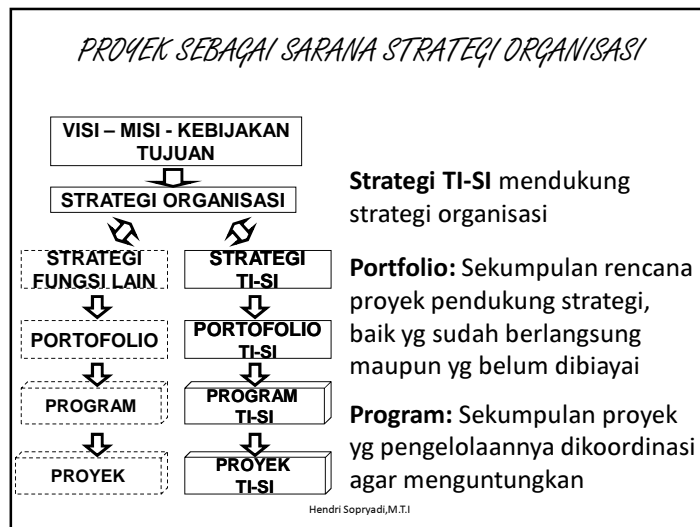 PROYEK SEBAGAI SARANA STRATEGI ORGANISASI
VISI – MISI - KEBIJAKAN
TUJUAN
STRATEGI ORGANISASI
STRATEGI
FUNGSI LAIN
PORTOFOLIO
PROGRAM
PROYEK
STRATEGI
TI-SI
PORTOFOLIO
TI-SI
PROGRAM
TI-SI
PROYEK
TI-SI
Strategi TI-SI mendukung
strategi organisasi
Portfolio: Sekumpulan rencana
proyek pendukung strategi,
baik yg sudah berlangsung
maupun yg belum dibiayai
Program: Sekumpulan proyek
yg pengelolaannya dikoordinasi
agar menguntungkan
Hendri Sopryadi,M.T.I